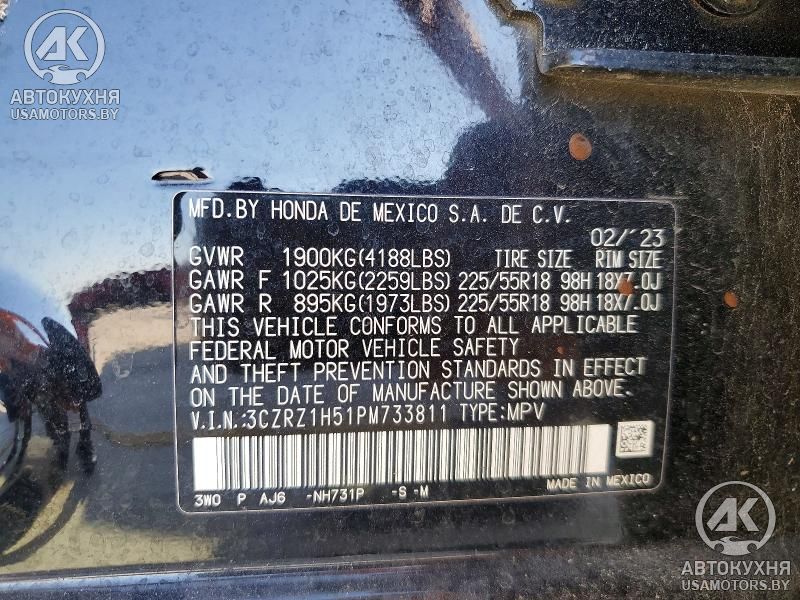 AK
АВТОКУХНЯ
USAMOTORS.BY
MFD.BY HONDA DE MEXICO S.A. DE C.V.
02/'23
GVWR 1900KG(4188LBS) TIRE SIZE RIM SIZE
GAWR F 1025KG(2259LBS) 225/55R18 98H 18X7.0J
GAWR R 895KG(1973LBS) 225/55R18 98H 18X7.0J
THIS VEHICLE CONFORMS TO ALL APPLICABLE
FEDERAL MOTOR VEHICLE SAFETY
AND THEFT PREVENTION STANDARDS IN EFFECT
ON THE DATE OF MANUFACTURE SHOWN ABOVE.
V.I.N.:3CZRZ1H51PM733811 TYPE:MPV
3W0 P AJ6 -NH731P -S-M MADE IN MEXICO
AK
АВТОКУХНЯ
USAMOTORS.BY